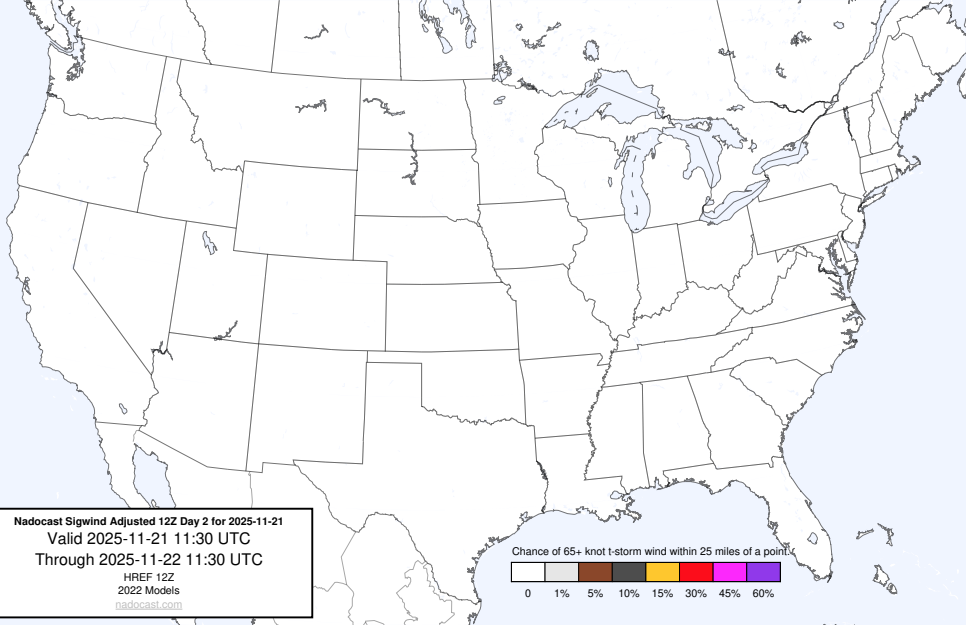 Nadocast Sigwind Adjusted 12Z Day 2 for 2025-11-21
Valid 2025-11-21 11:30 UTC
Through 2025-11-22 11:30 UTC
HREF 12Z
2022 Models
nadocast.com
Chance of 65+ knot t-storm wind within 25 miles of a point.
0 1% 5% 10% 15% 30% 45% 60%